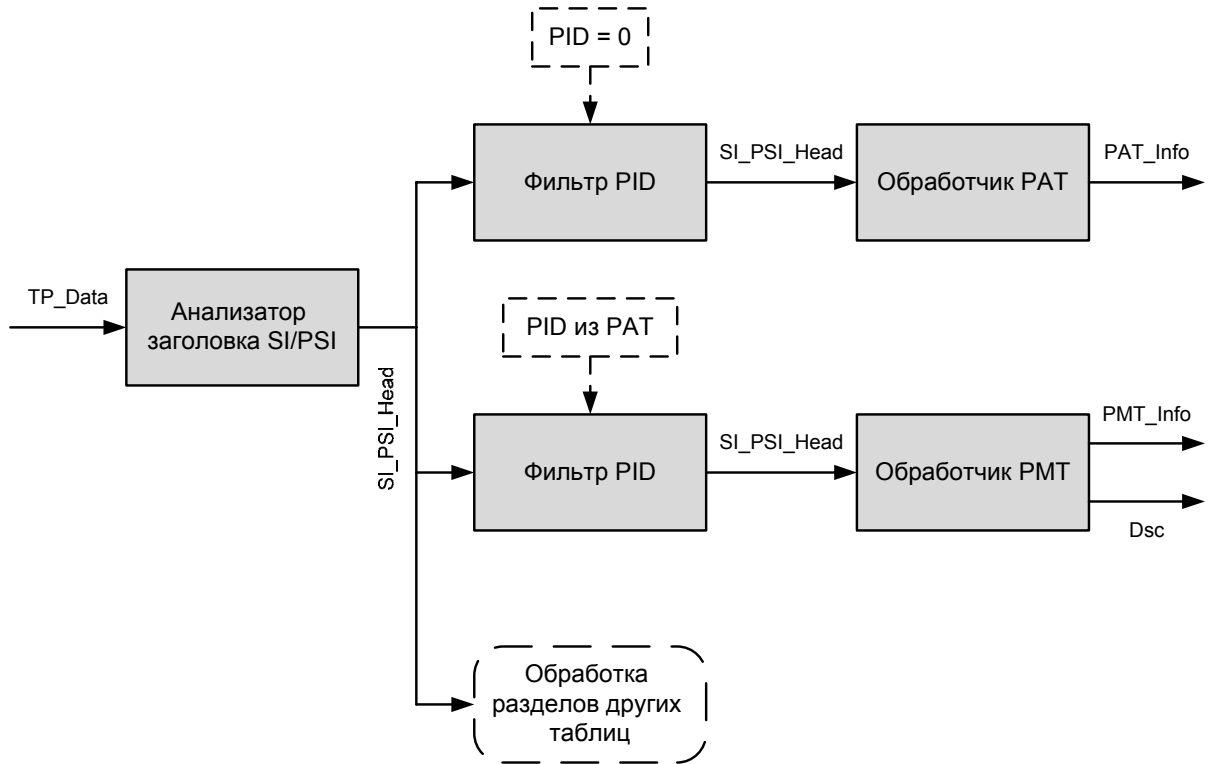 PID = 0
Фильтр PID
SI_PSI_Head
Обработчик PAT
PAT_Info
TP_Data
Анализатор
заголовка SI/PSI
SI_PSI_Head
PID из PAT
Фильтр PID
SI_PSI_Head
Обработчик PMT
PMT_Info
Dsc
Обработка
разделов других
таблиц